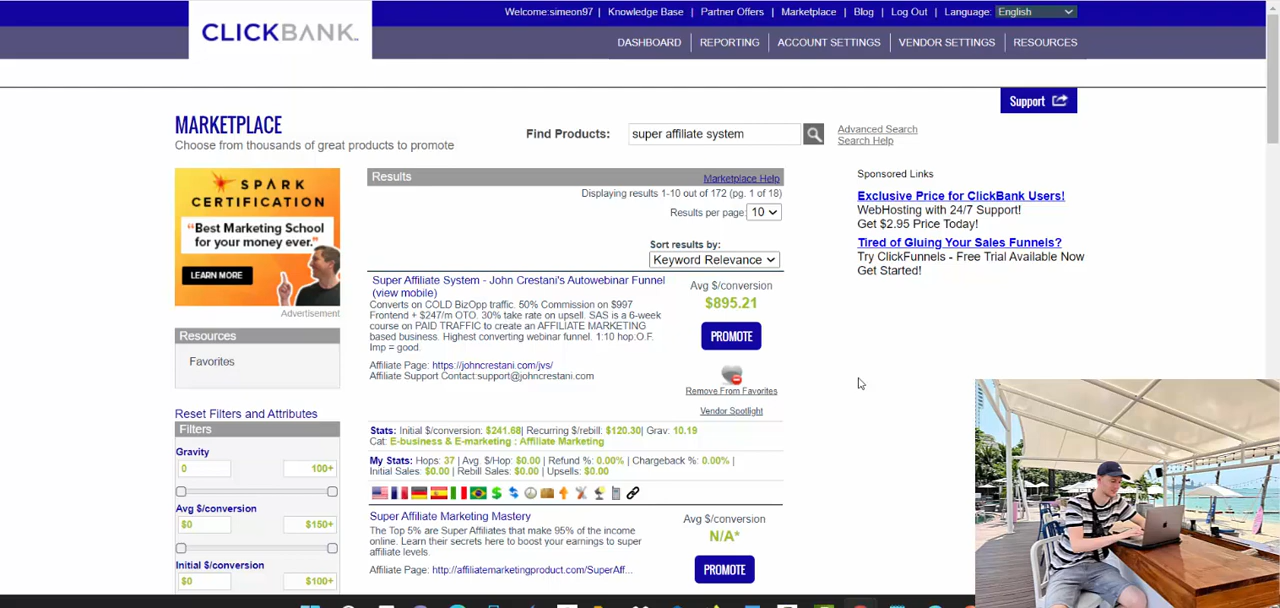 Welcome:simeon97 | Knowledge Base | Partner Offers | Marketplace | Blog | Log Out | Language: English
CLICKBANK
DASHBOARD | REPORTING | ACCOUNT SETTINGS | VENDOR SETTINGS | RESOURCES
Support
MARKETPLACE
Choose from thousands of great products to promote
Find Products: super affiliate system
Advanced Search
Search Help
SPARK
CERTIFICATION
"Best Marketing School
for your money ever."
LEARN MORE
Advertisement
Resources
Favorites
Reset Filters and Attributes
Filters
Gravity
0 100+
Avg $/conversion
$0 $150+
Initial $/conversion
$0 $100+
Results Marketplace Help
Displaying results 1-10 out of 172 (pg. 1 of 18)
Results per page: 10
Sort results by:
Keyword Relevance
Super Affiliate System - John Crestani's Autowebinar Funnel
(view mobile)
Converts on COLD BizOpp traffic. 50% Commission on $997
Frontend + $247/m OTO. 30% take rate on upsell. SAS is a 6-week
course on PAID TRAFFIC to create an AFFILIATE MARKETING
based business. Highest converting webinar funnel. 1:10 hop.O.F.
Imp = good.
Affiliate Page: https://johncrestani.com/jvs/
Affiliate Support Contact:support@johncrestani.com
Avg $/conversion
$895.21
PROMOTE
Remove From Favorites
Vendor Spotlight
Stats: Initial $/conversion: $241.68| Recurring $/rebill: $120.30| Grav: 10.19
Cat: E-business & E-marketing : Affiliate Marketing
My Stats: Hops: 37 | Avg. $/Hop: $0.00 | Refund %: 0.00% | Chargeback %: 0.00% |
Initial Sales: $0.00 | Rebill Sales: $0.00 | Upsells: $0.00
Super Affiliate Marketing Mastery
The Top 5% are Super Affiliates that make 95% of the income
online. Learn their secrets here to boost your earnings to super
affiliate levels.
Affiliate Page: http://affiliatemarketingproduct.com/SuperAff...
Avg $/conversion
N/A*
PROMOTE
Sponsored Links
Exclusive Price for ClickBank Users!
WebHosting with 24/7 Support!
Get $2.95 Price Today!
Tired of Gluing Your Sales Funnels?
Try ClickFunnels - Free Trial Available Now
Get Started!